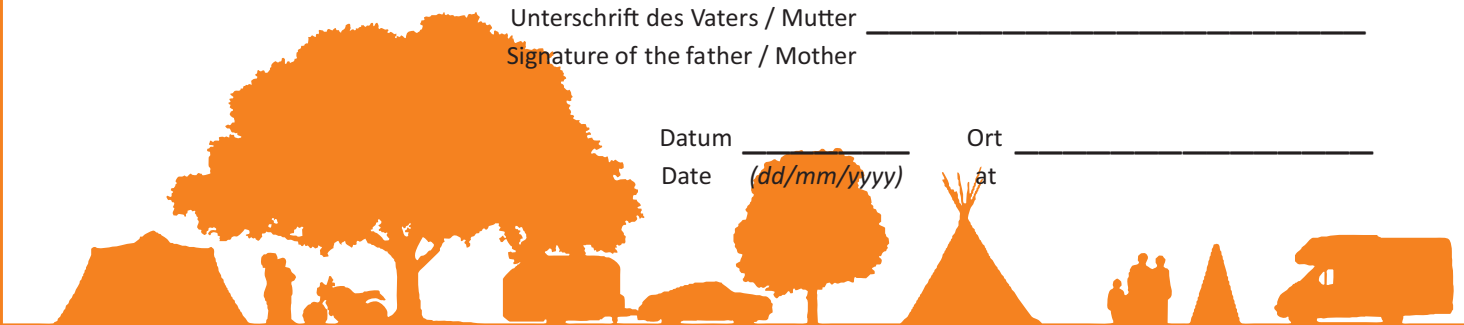 Unterschrift des Vaters / Mutter
Signature of the father / Mother
Datum Ort
Date (dd/mm/yyyy) at